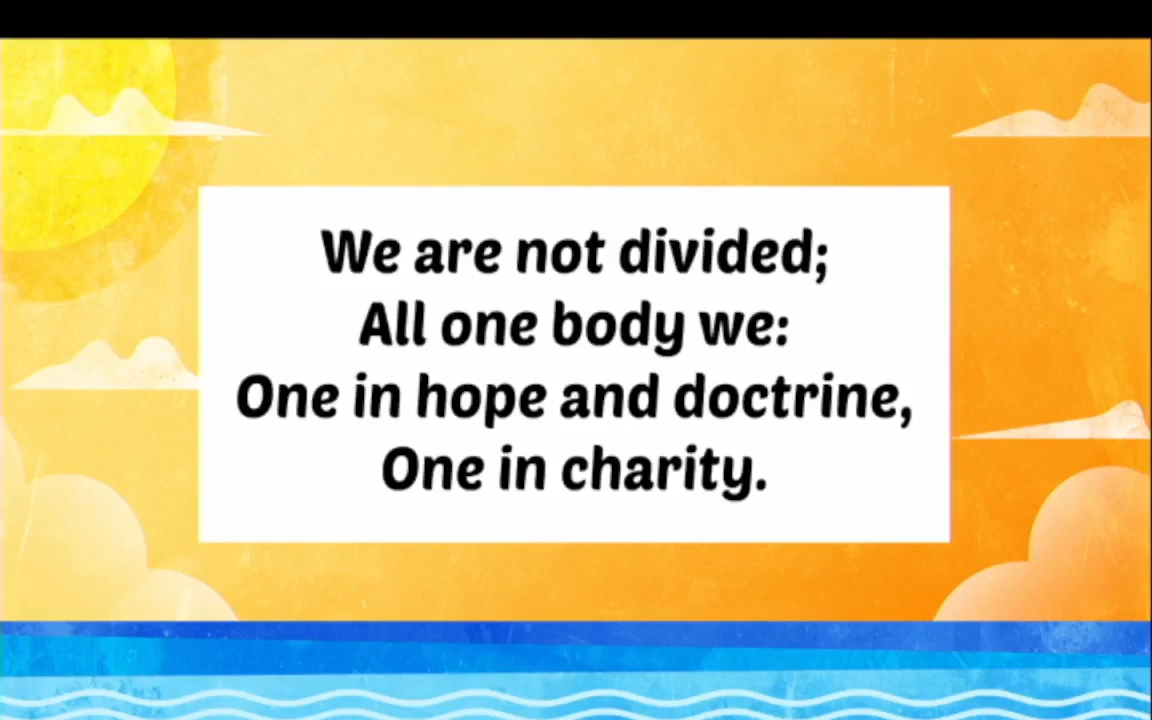 We are not divided;
All one body we:
One in hope and doctrine,
One in charity.